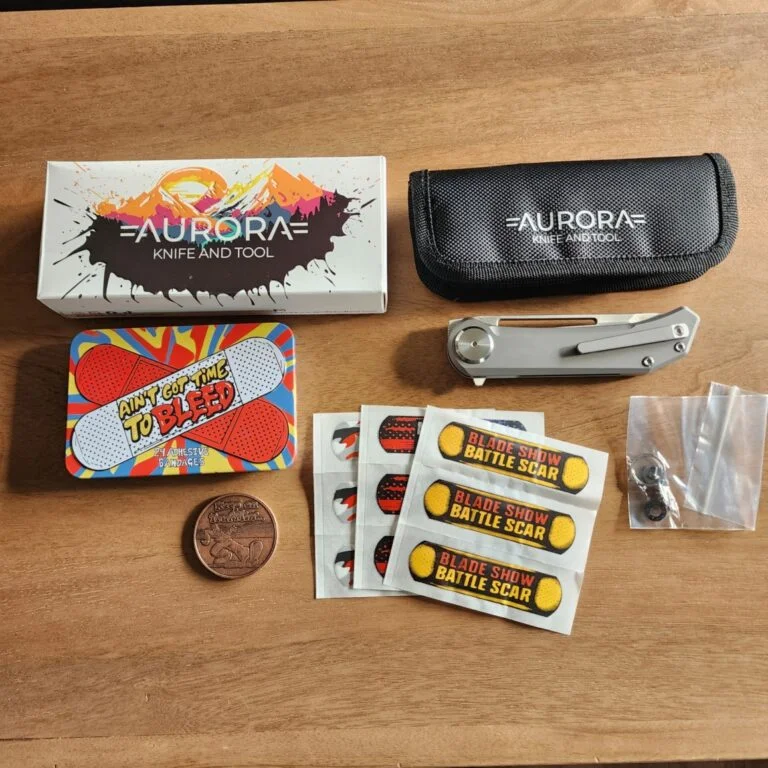 =AURORA=
KNIFE AND TOOL
=AURORA=
KNIFE AND TOOL
AIN'T GOT TIME
TO BLEED
24 ADHESIVE
BANDAGES
BLADE SHOW
BATTLE SCAR
BLADE SHOW
BATTLE SCAR
BLADE SHOW
BATTLE SCAR